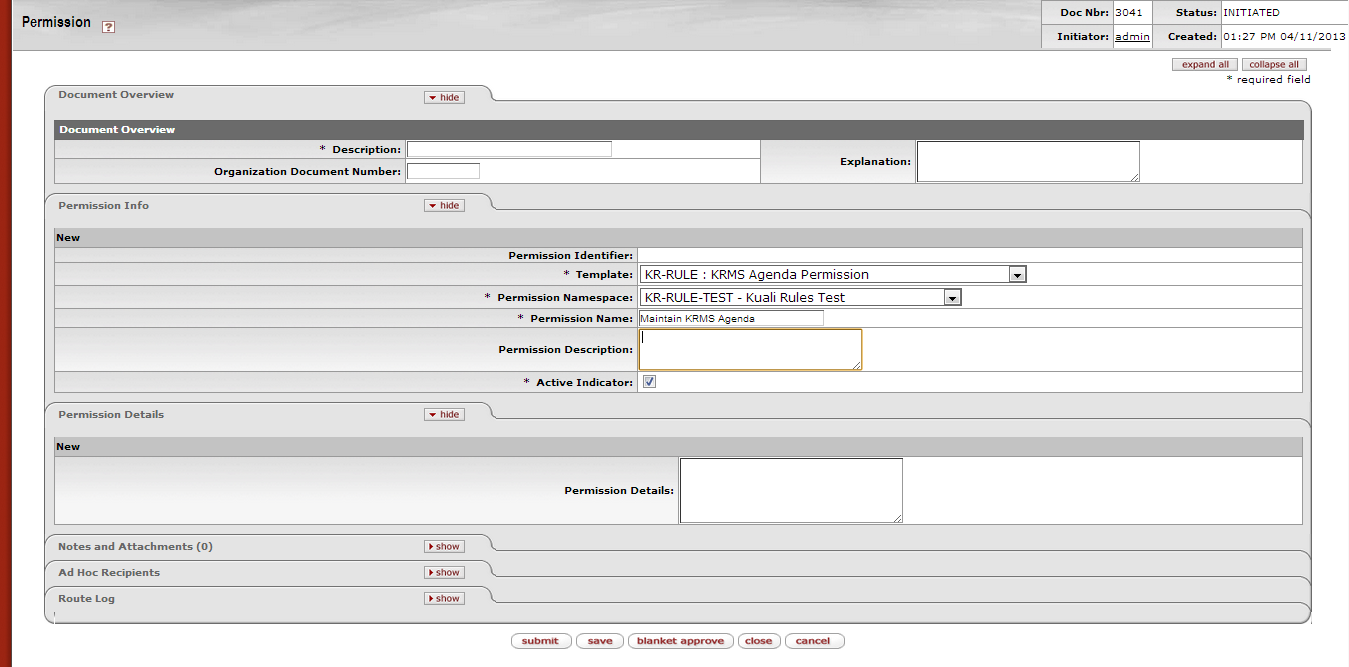 Permission ?
Doc Nbr: 3041 Status: INITIATED
Initiator: admin Created: 01:27 PM 04/11/2013
expand all collapse all
* required field
Document Overview hide
Document Overview
* Description:
Explanation:
Organization Document Number:
Permission Info hide
New
Permission Identifier:
* Template: KR-RULE : KRMS Agenda Permission
* Permission Namespace: KR-RULE-TEST - Kuali Rules Test
* Permission Name: Maintain KRMS Agenda
Permission Description:
* Active Indicator:
Permission Details hide
New
Permission Details:
Notes and Attachments (0) show
Ad Hoc Recipients show
Route Log show
submit save blanket approve close cancel